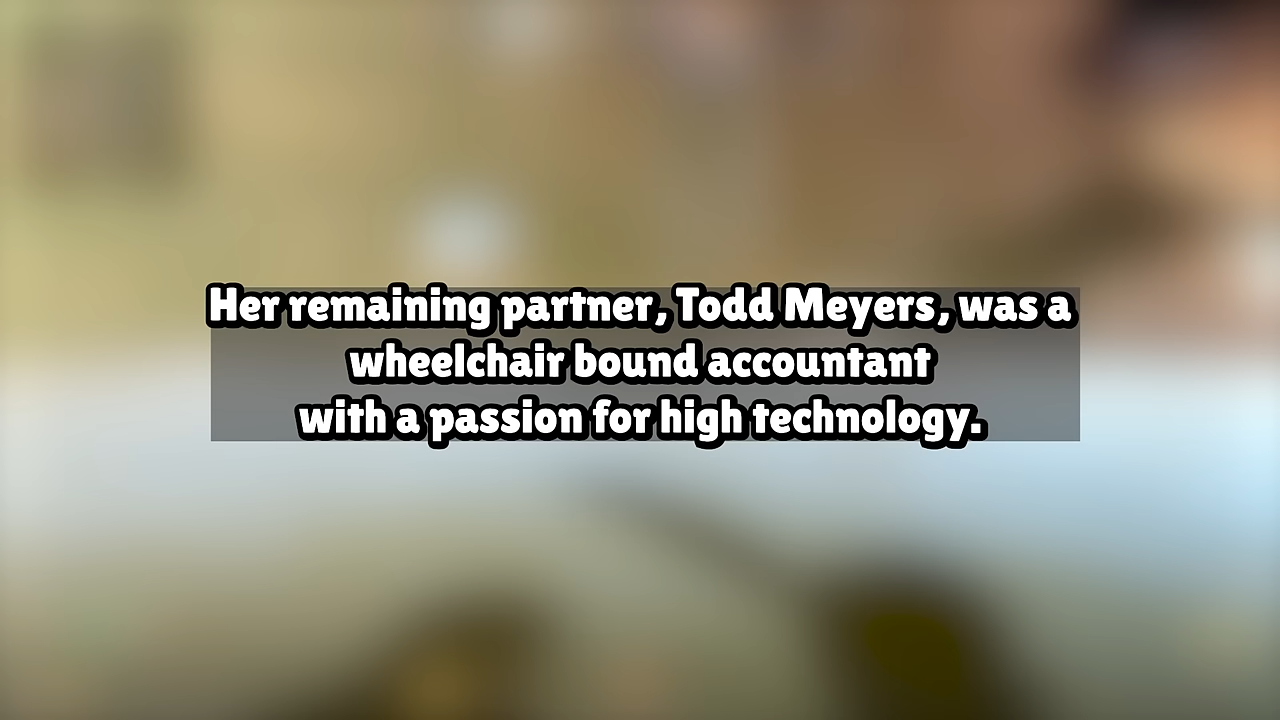 Her remaining partner, Todd Meyers, was a
wheelchair bound accountant
with a passion for high technology.